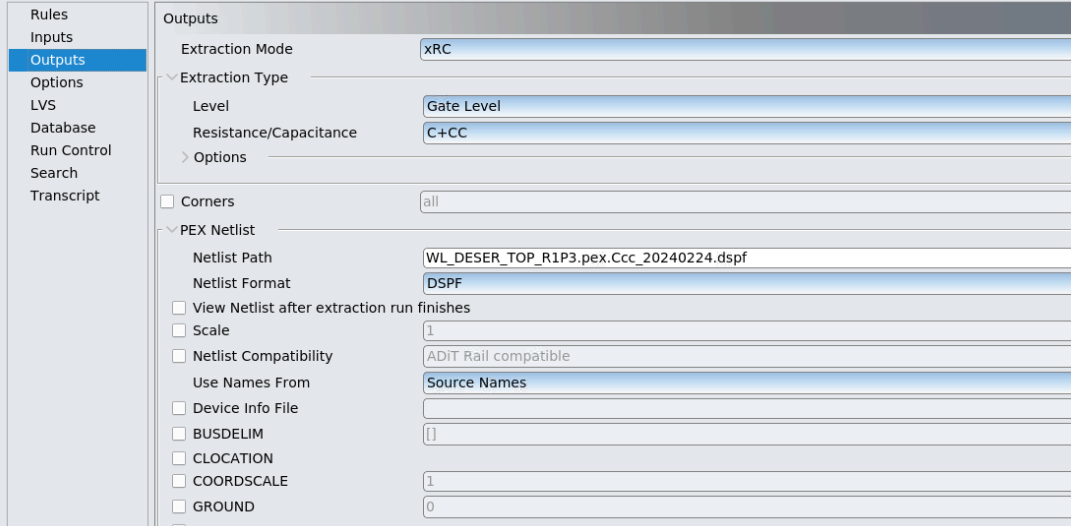 Rules
Inputs
Outputs
Options
LVS
Database
Run Control
Search
Transcript
Outputs
Extraction Mode xRC
Extraction Type
Level Gate Level
Resistance/Capacitance C+CC
Options
Corners all
PEX Netlist
Netlist Path WL_DESER_TOP_R1P3.pex.Ccc_20240224.dspf
Netlist Format DSPF
View Netlist after extraction run finishes
Scale 1
Netlist Compatibility ADiT Rail compatible
Use Names From Source Names
Device Info File
BUSDELIM []
CLOCATION
COORDSCALE 1
GROUND 0